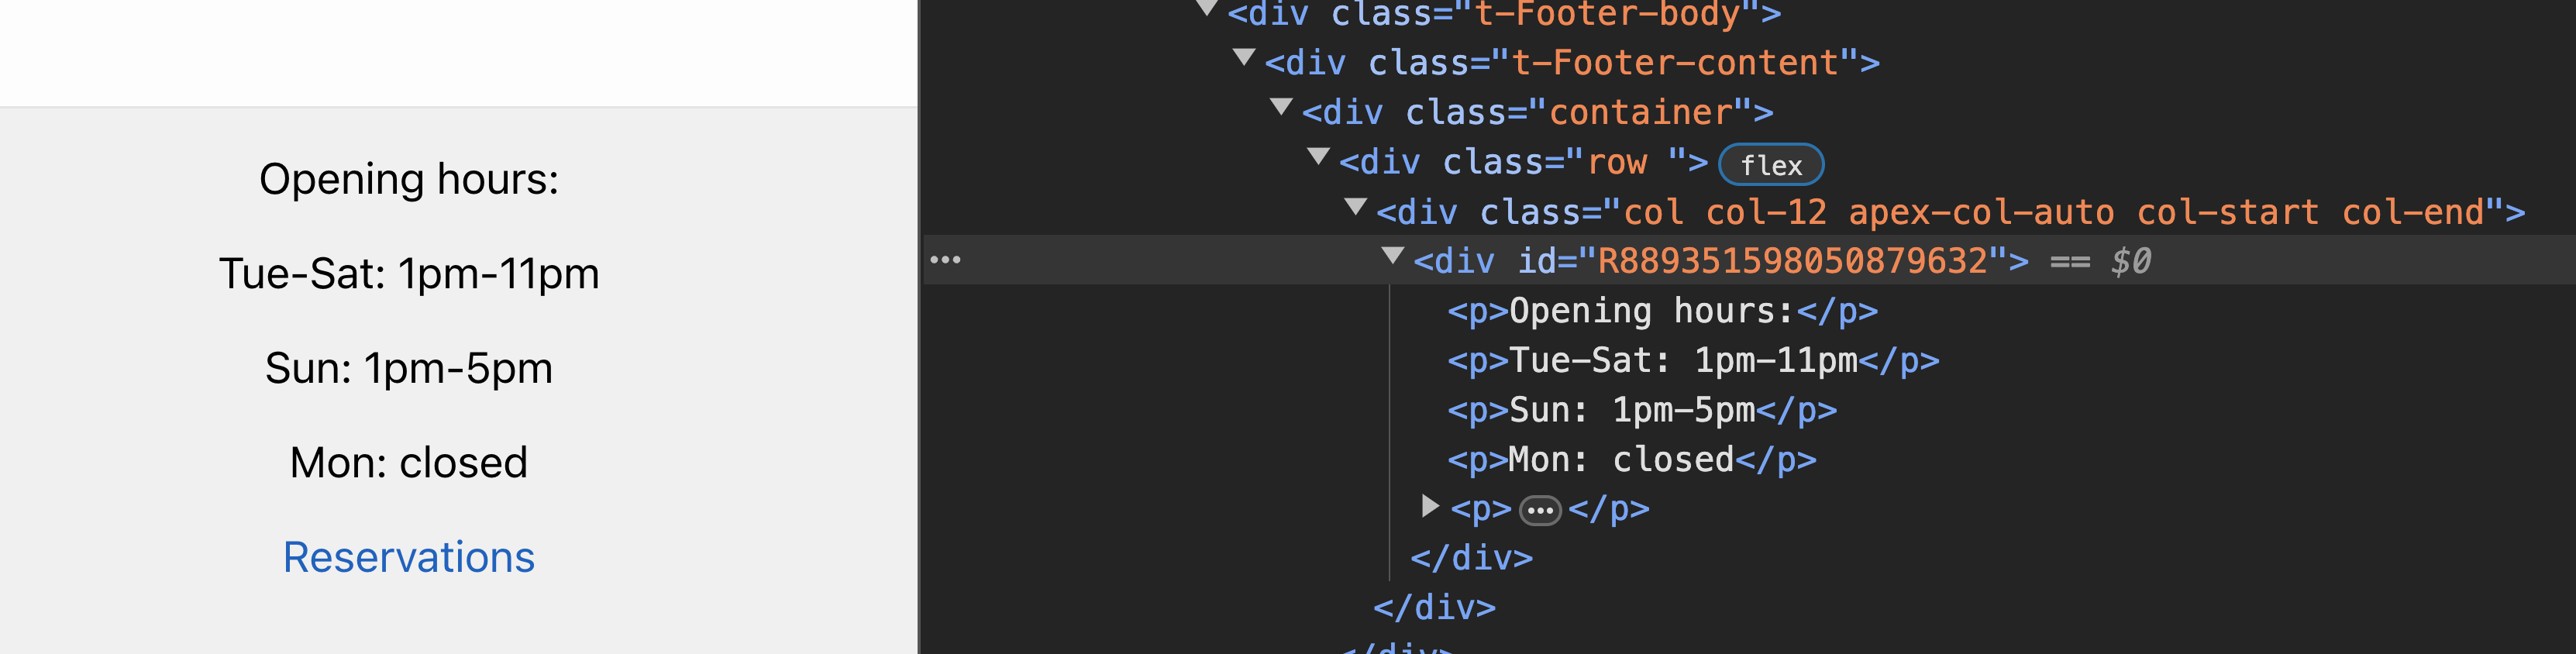 Opening hours:
Tue-Sat: 1pm-11pm
Sun: 1pm-5pm
Mon: closed
Reservations
<div class="t-Footer-body">
<div class="t-Footer-content">
<div class="container">
<div class="row "> flex
<div class="col col-12 apex-col-auto col-start col-end">
<div id="R889351598050879632"> == $0
<p>Opening hours:</p>
<p>Tue-Sat: 1pm-11pm</p>
<p>Sun: 1pm-5pm</p>
<p>Mon: closed</p>
<p>…</p>
</div>
</div>
</div>